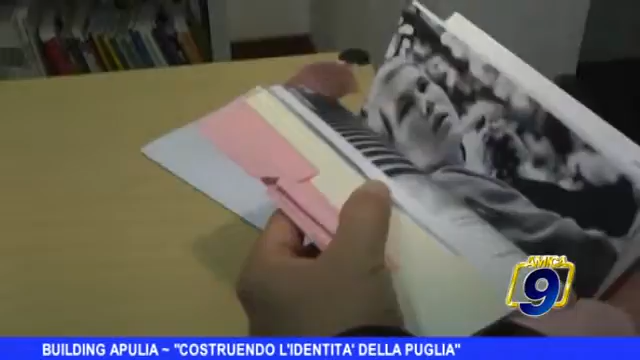 AMICA
9
BUILDING APULIA ~ "COSTRUENDO L'IDENTITA' DELLA PUGLIA"